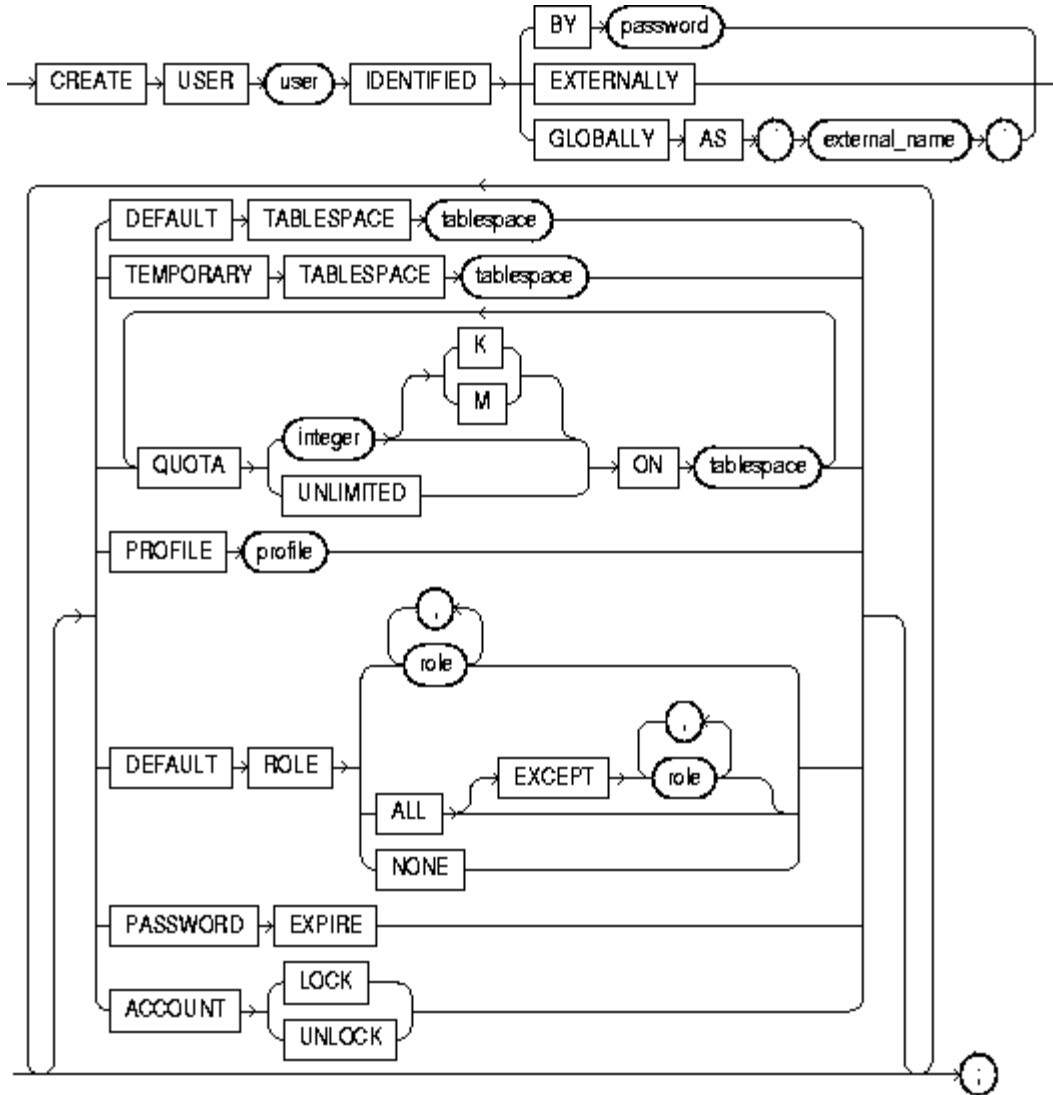 BY password
CREATE USER user IDENTIFIED EXTERNALLY
GLOBALLY AS ' external_name '
DEFAULT TABLESPACE tablespace
TEMPORARY TABLESPACE tablespace
K
M
integer
QUOTA ON tablespace
UNLIMITED
PROFILE profile
,
role
,
DEFAULT ROLE EXCEPT role
ALL
NONE
PASSWORD EXPIRE
LOCK
ACCOUNT
UNLOCK
;